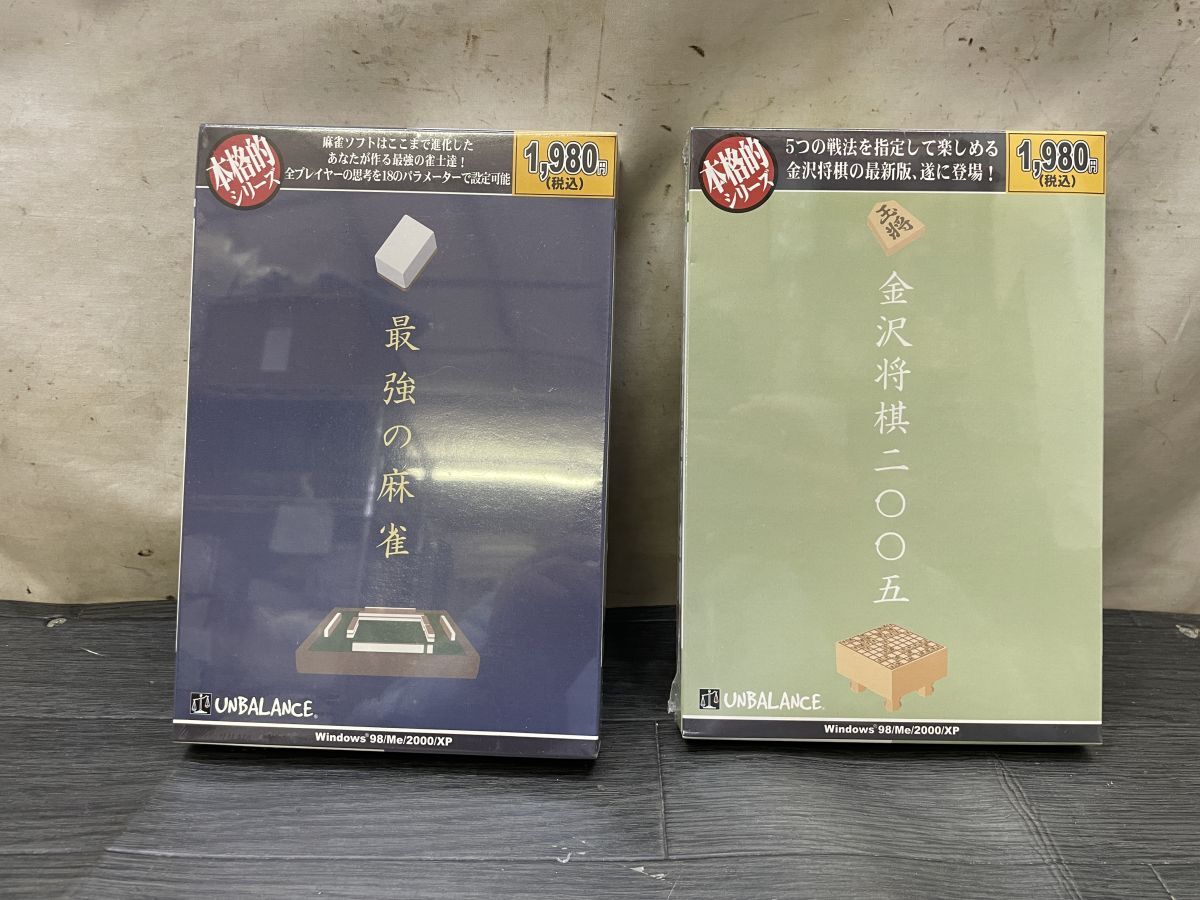 本格的
シリーズ
麻雀ソフトはここまで進化した
あなたが作る最強の雀士達！
全プレイヤーの思考を18のパラメーターで設定可能
1,980円
(税込)
最強の麻雀
UNBALANCE
Windows®98/Me/2000/XP
本格的
シリーズ
5つの戦法を指定して楽しめる
金沢将棋の最新版、遂に登場！
1,980円
(税込)
王将
金沢将棋二〇〇五
UNBALANCE
Windows®98/Me/2000/XP